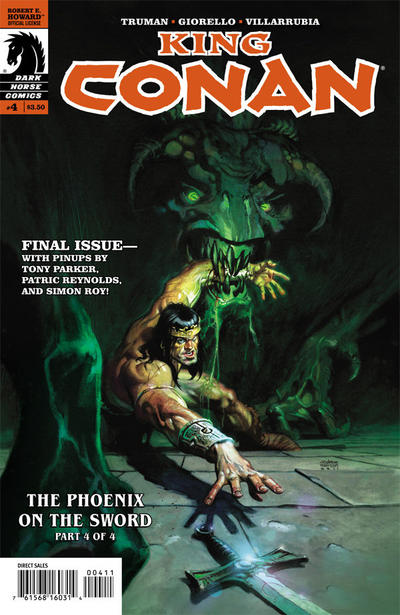 ROBERT E.
HOWARD
OFFICIAL LICENSE
DARK
HORSE
COMICS
#4 $3.50
TRUMAN · GIORELLO · VILLARRUBIA
KING
CONAN®
FINAL ISSUE—
WITH PINUPS BY
TONY PARKER,
PATRIC REYNOLDS,
AND SIMON ROY!
THE PHOENIX
ON THE SWORD
PART 4 OF 4
DIRECT SALES
00411
7 61568 16031 4